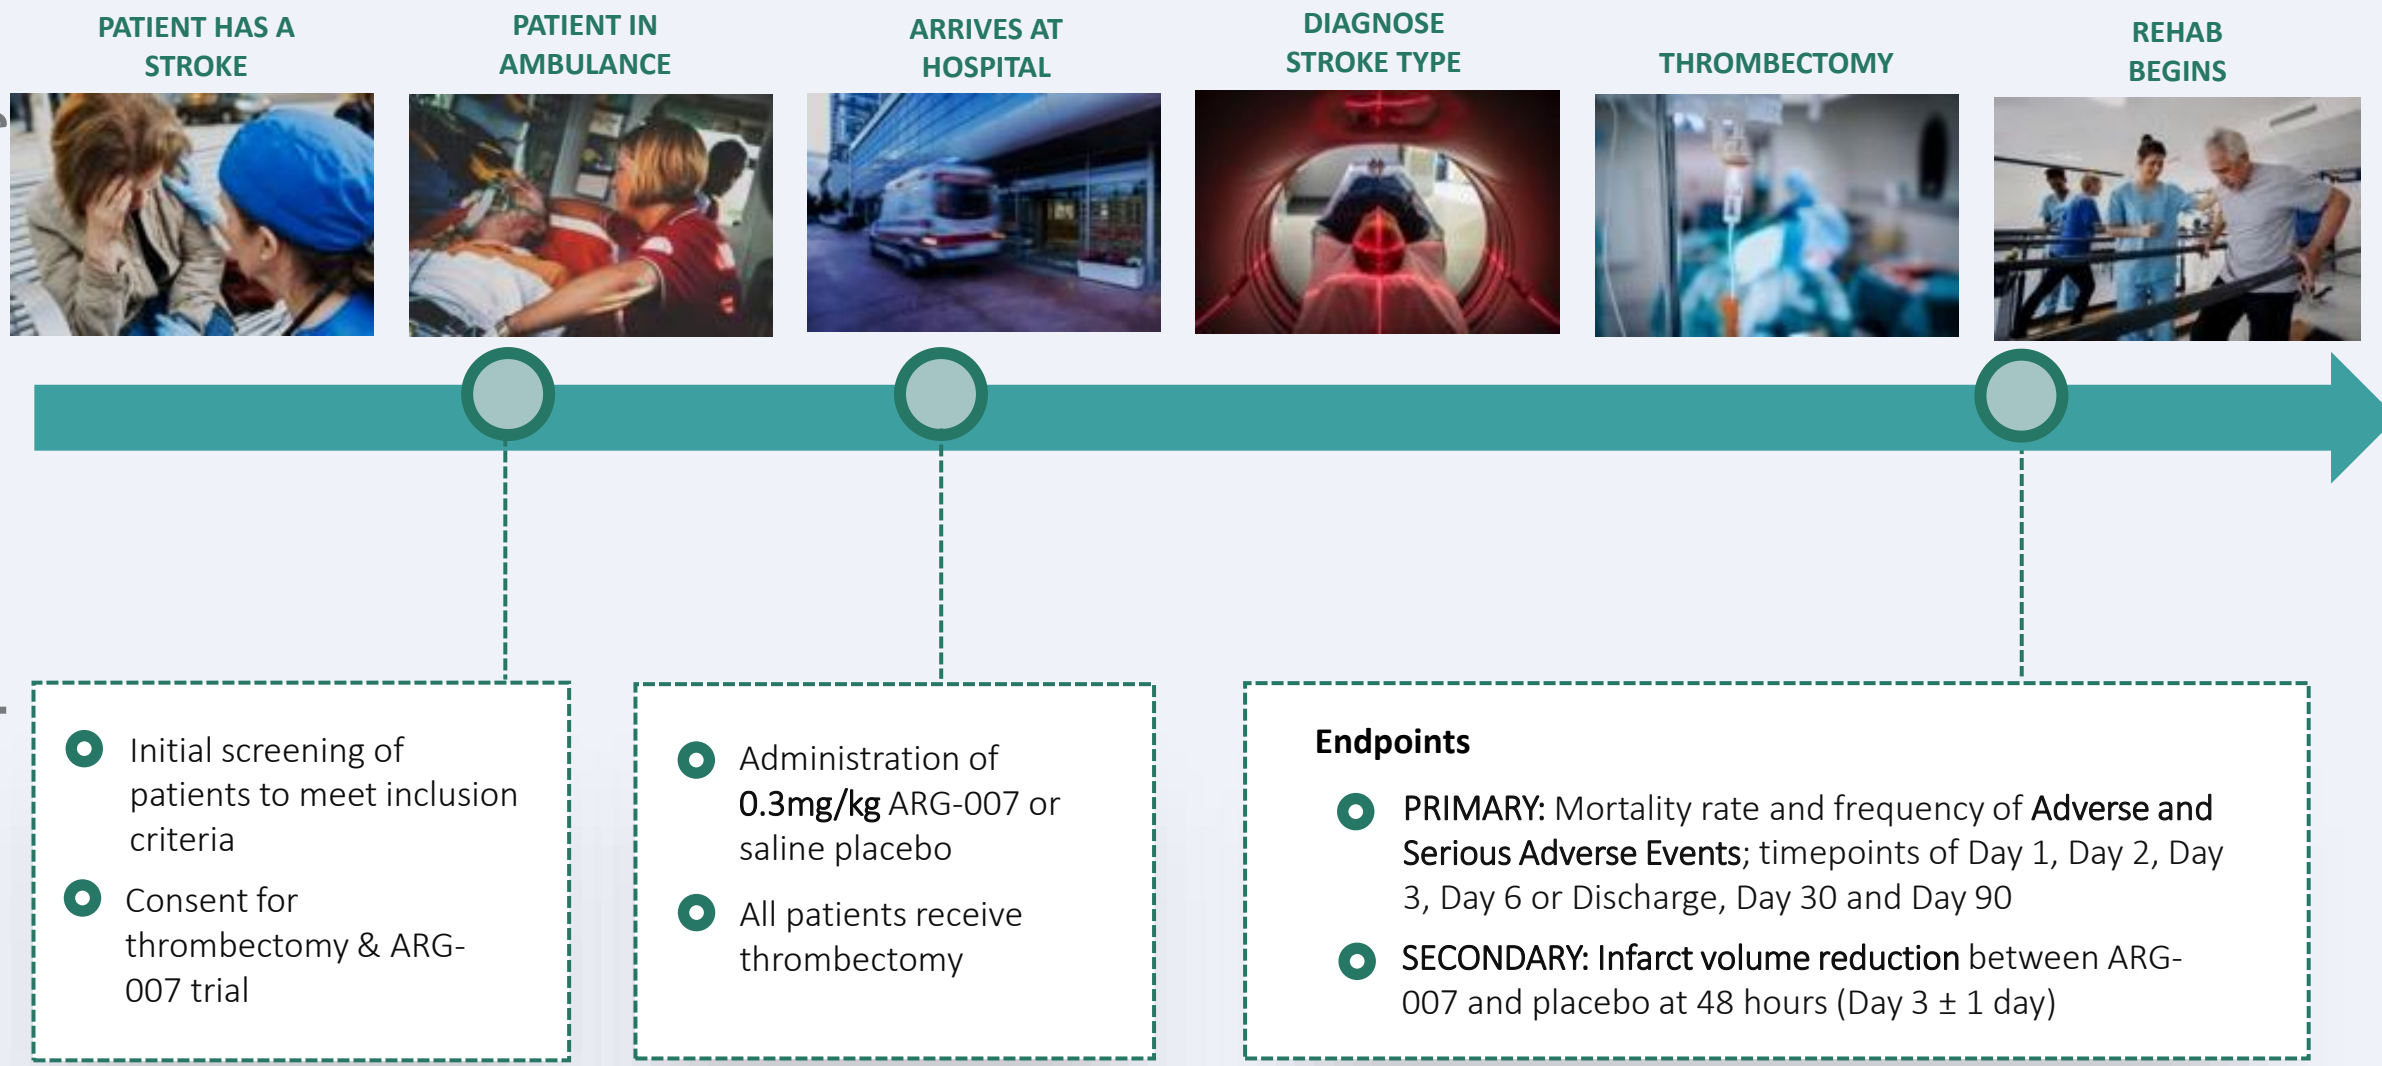 PATIENT HAS A
STROKE
PATIENT IN
AMBULANCE
ARRIVES AT
HOSPITAL
DIAGNOSE
STROKE TYPE
THROMBECTOMY
REHAB
BEGINS
Initial screening of
patients to meet inclusion
criteria
Consent for
thrombectomy & ARG-
007 trial
Administration of
0.3mg/kg ARG-007 or
saline placebo
All patients receive
thrombectomy
Endpoints
PRIMARY: Mortality rate and frequency of Adverse and
Serious Adverse Events; timepoints of Day 1, Day 2, Day
3, Day 6 or Discharge, Day 30 and Day 90
SECONDARY: Infarct volume reduction between ARG-
007 and placebo at 48 hours (Day 3 ± 1 day)